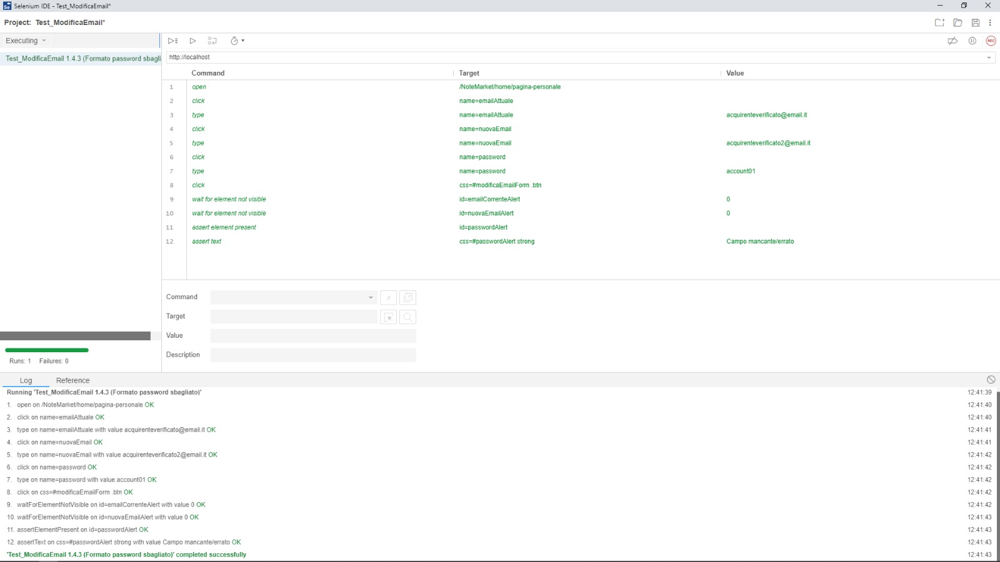 Selenium IDE - Test_ModificaEmail*
Project: Test_ModificaEmail*
Executing
REC
Test_ModificaEmail 1.4.3 (Formato password sbagli
http://localhost
Command Target Value
1 open /NoteMarket/home/pagina-personale
2 click name=emailAttuale
3 type name=emailAttuale acquirenteverificato@email.it
4 click name=nuovaEmail
5 type name=nuovaEmail acquirenteverificato2@email.it
6 click name=password
7 type name=password account01
8 click css=#modificaEmailForm .btn
9 wait for element not visible id=emailCorrenteAlert 0
10 wait for element not visible id=nuovaEmailAlert 0
11 assert element present id=passwordAlert
12 assert text css=#passwordAlert strong Campo mancante/errato
Command //
Target
Value
Description
Runs: 1 Failures: 0
Log Reference
Running 'Test_ModificaEmail 1.4.3 (Formato password sbagliato)' 12:41:39
1. open on /NoteMarket/home/pagina-personale OK 12:41:40
2. click on name=emailAttuale OK 12:41:40
3. type on name=emailAttuale with value acquirenteverificato@email.it OK 12:41:41
4. click on name=nuovaEmail OK 12:41:41
5. type on name=nuovaEmail with value acquirenteverificato2@email.it OK 12:41:42
6. click on name=password OK 12:41:42
7. type on name=password with value account01 OK 12:41:42
8. click on css=#modificaEmailForm .btn OK 12:41:42
9. waitForElementNotVisible on id=emailCorrenteAlert with value 0 OK 12:41:42
10. waitForElementNotVisible on id=nuovaEmailAlert with value 0 OK 12:41:43
11. assertElementPresent on id=passwordAlert OK 12:41:43
12. assertText on css=#passwordAlert strong with value Campo mancante/errato OK 12:41:43
'Test_ModificaEmail 1.4.3 (Formato password sbagliato)' completed successfully 12:41:43